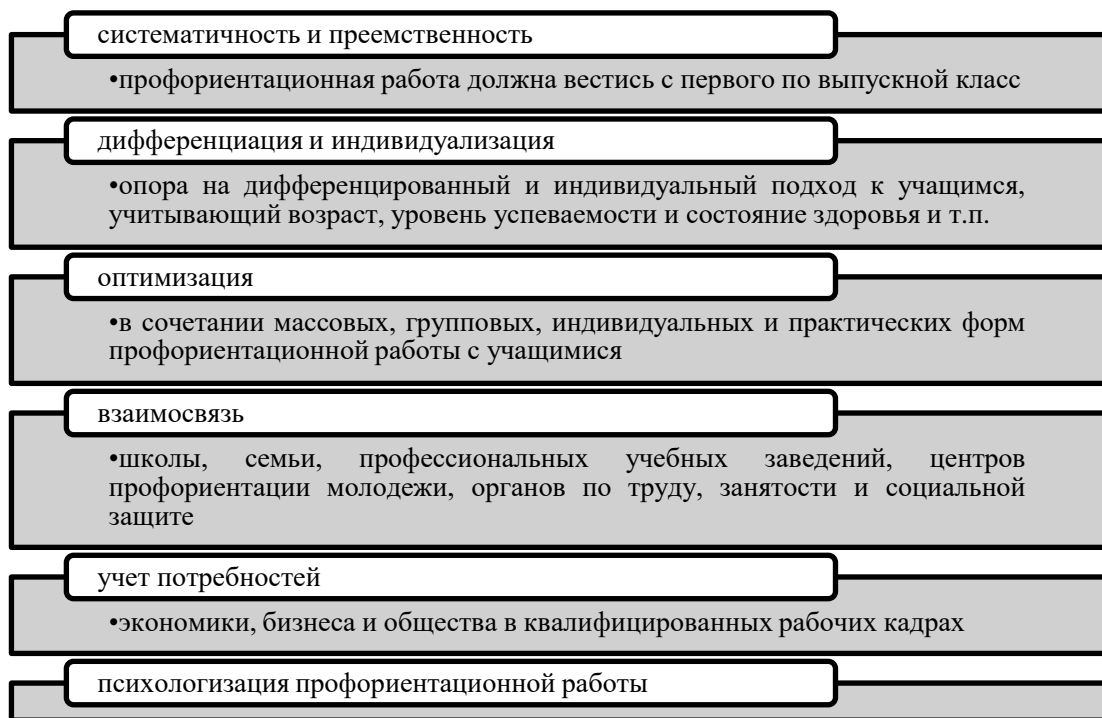 систематичность и преемственность
•профориентационная работа должна вестись с первого по выпускной класс
дифференциация и индивидуализация
•опора на дифференцированный и индивидуальный подход к учащимся,
учитывающий возраст, уровень успеваемости и состояние здоровья и т.п.
оптимизация
•в сочетании массовых, групповых, индивидуальных и практических форм
профориентационной работы с учащимися
взаимосвязь
•школы, семьи, профессиональных учебных заведений, центров
профориентации молодежи, органов по труду, занятости и социальной
защите
учет потребностей
•экономики, бизнеса и общества в квалифицированных рабочих кадрах
психологизация профориентационной работы